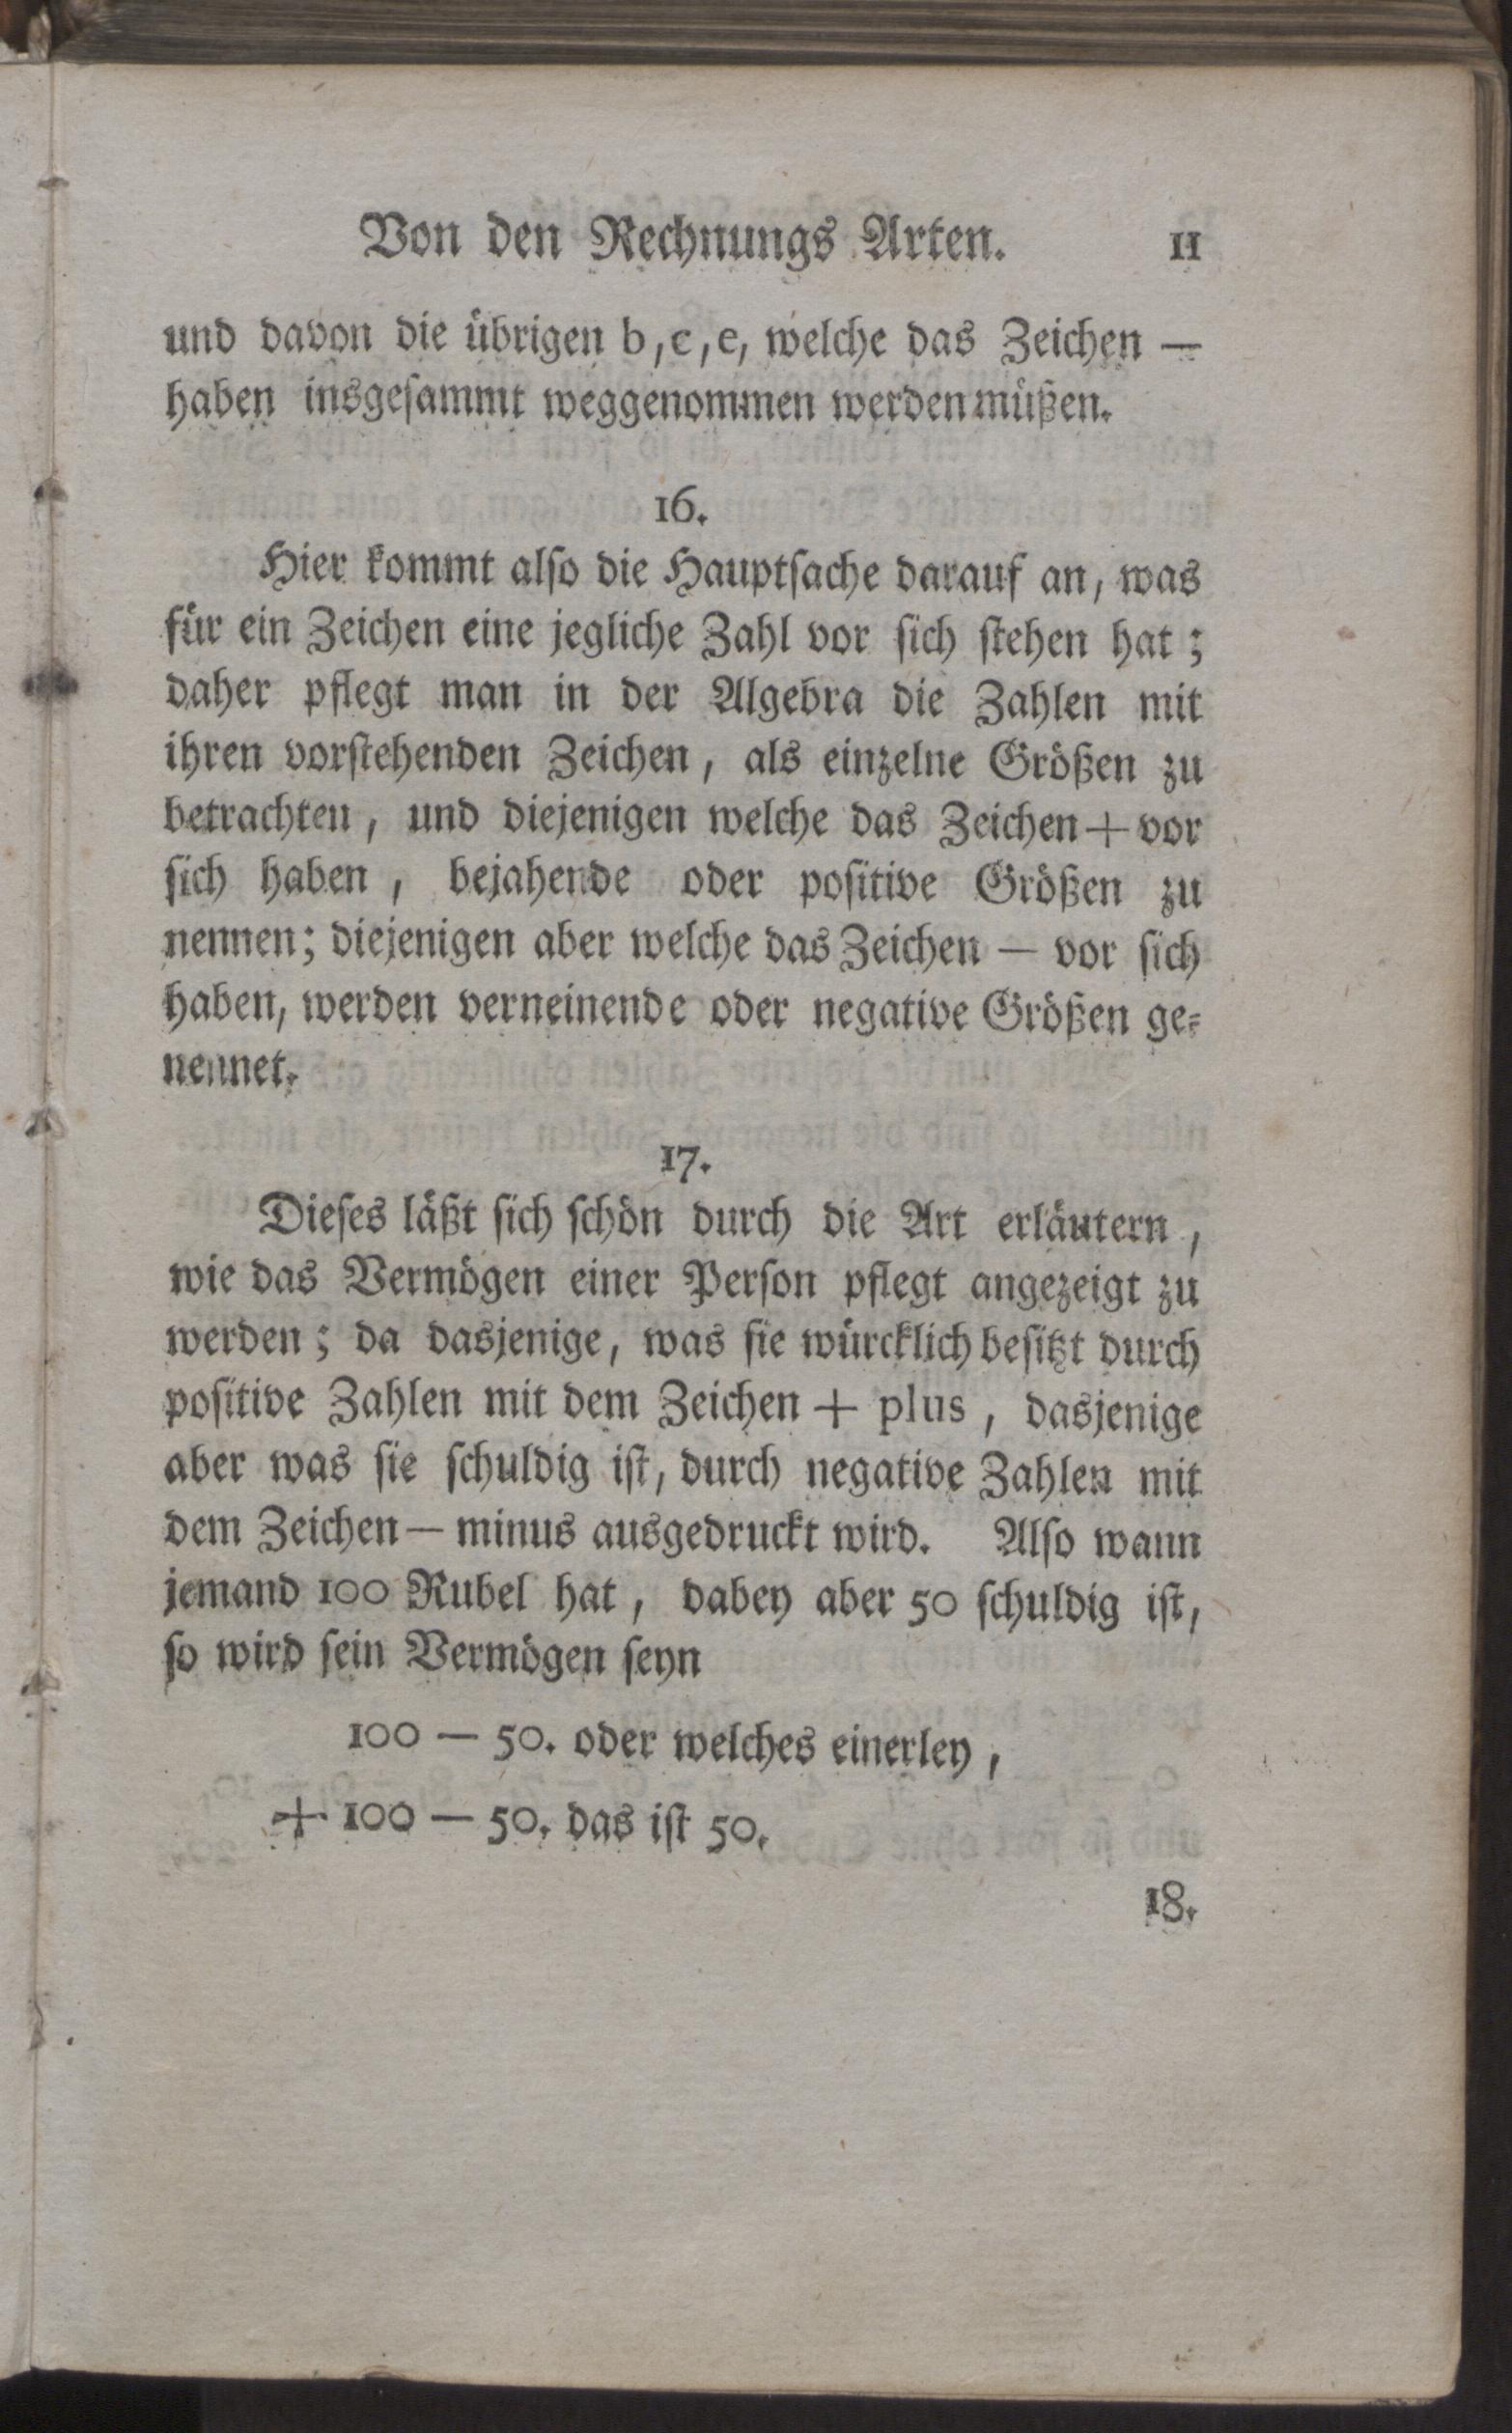 Von den Rechnungs Arten. 11
und davon die übrigen b, c, e, welche das Zeichen —
haben insgesammt weggenommen werden müßen.
16.
Hier kommt also die Hauptsache darauf an, was
für ein Zeichen eine jegliche Zahl vor sich stehen hat;
daher pflegt man in der Algebra die Zahlen mit
ihren vorstehenden Zeichen, als einzelne Größen zu
betrachten, und diejenigen welche das Zeichen + vor
sich haben, bejahende oder positive Größen zu
nennen; diejenigen aber welche das Zeichen — vor sich
haben, werden verneinende oder negative Größen ge-
nennet.
17.
Dieses läßt sich schön durch die Art erläutern,
wie das Vermögen einer Person pflegt angezeigt zu
werden; da dasjenige, was sie würcklich besitzt durch
positive Zahlen mit dem Zeichen + plus, dasjenige
aber was sie schuldig ist, durch negative Zahlen mit
dem Zeichen — minus ausgedruckt wird. Also wann
jemand 100 Rubel hat, dabey aber 50 schuldig ist,
so wird sein Vermögen seyn
100 — 50. oder welches einerley,
+ 100 — 50. das ist 50.
18.